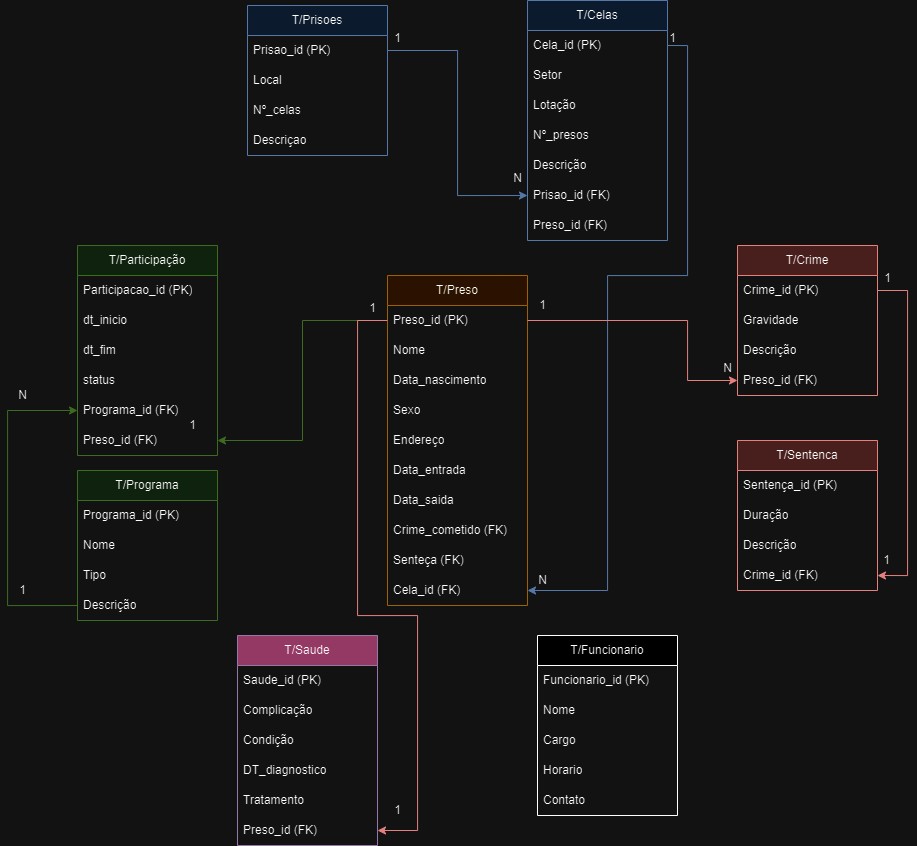 T/Prisoes
Prisao_id (PK)
Local
Nº_celas
Descriçao
1
T/Celas
Cela_id (PK)
Setor
Lotação
Nº_presos
Descrição
Prisao_id (FK)
Preso_id (FK)
1
N
T/Participação
Participacao_id (PK)
dt_inicio
dt_fim
status
Programa_id (FK)
Preso_id (FK)
N
1
T/Programa
Programa_id (PK)
Nome
Tipo
Descrição
1
T/Preso
Preso_id (PK)
Nome
Data_nascimento
Sexo
Endereço
Data_entrada
Data_saida
Crime_cometido (FK)
Senteça (FK)
Cela_id (FK)
1
1
N
T/Crime
Crime_id (PK)
Gravidade
Descrição
Preso_id (FK)
1
N
T/Sentenca
Sentença_id (PK)
Duração
Descrição
Crime_id (FK)
1
T/Saude
Saude_id (PK)
Complicação
Condição
DT_diagnostico
Tratamento
Preso_id (FK)
1
T/Funcionario
Funcionario_id (PK)
Nome
Cargo
Horario
Contato